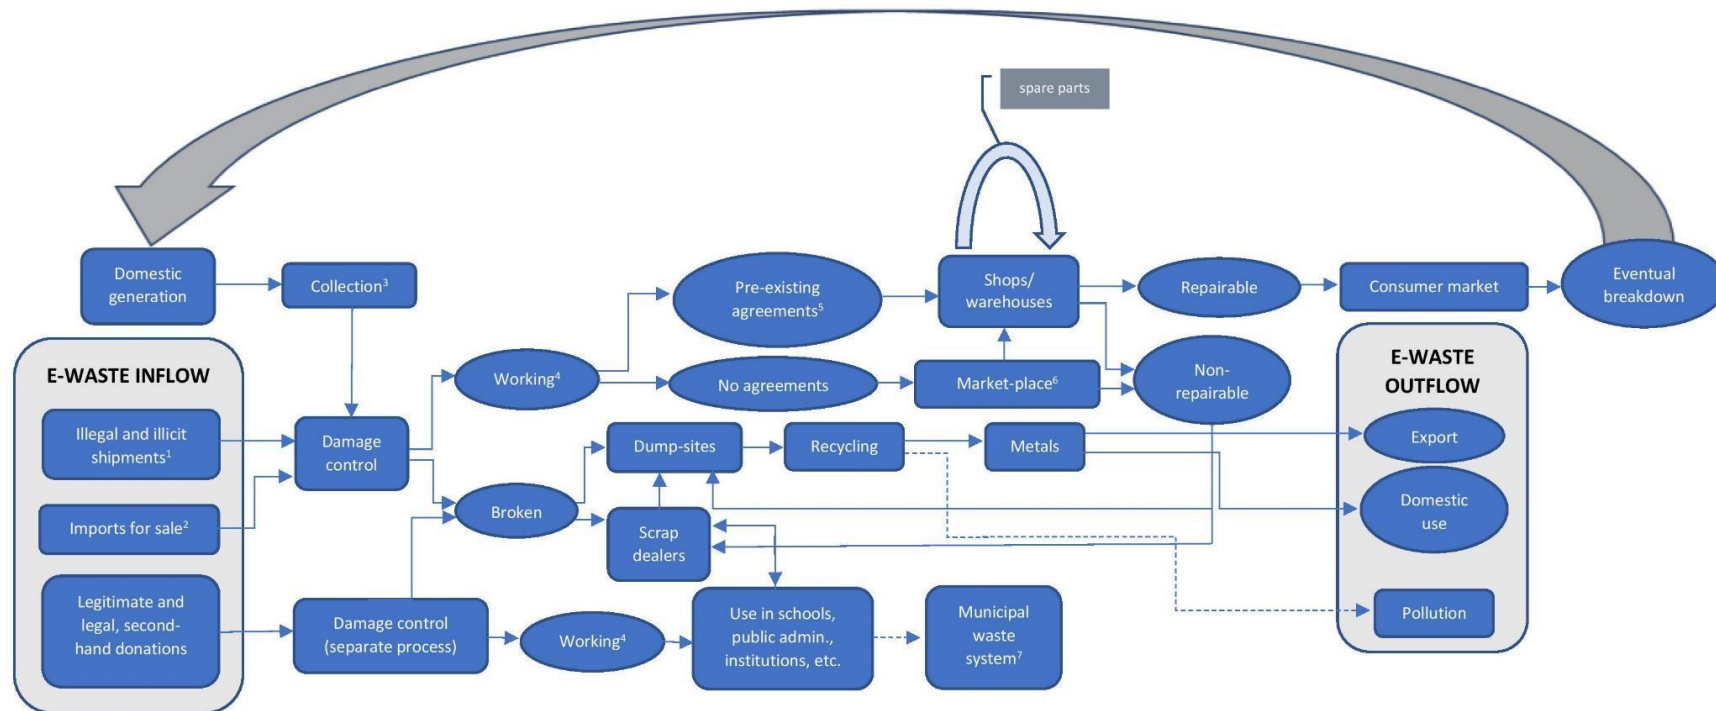 spare parts
Domestic
generation
Collection³
Pre-existing
agreements⁵
Shops/
warehouses
Repairable
Consumer market
Eventual
breakdown
E-WASTE INFLOW
Working⁴
No agreements
Market-place⁶
Non-
repairable
E-WASTE
OUTFLOW
Illegal and illicit
shipments¹
Damage
control
Dump-sites
Recycling
Metals
Export
Imports for sale²
Broken
Scrap
dealers
Domestic
use
Legitimate and
legal, second-
hand donations
Damage control
(separate process)
Working⁴
Use in schools,
public admin.,
institutions, etc.
Municipal
waste
system⁷
Pollution